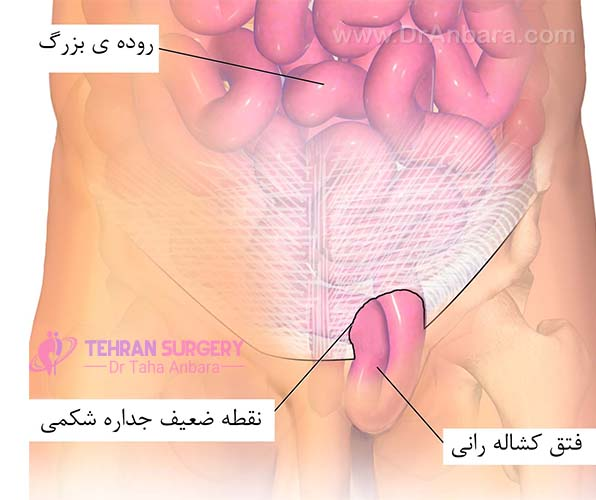 www.DrAnbara.com
روده ی بزرگ
TEHRAN SURGERY
Dr Taha Anbara
نقطه ضعیف جداره شکمی
فتق کشاله رانی